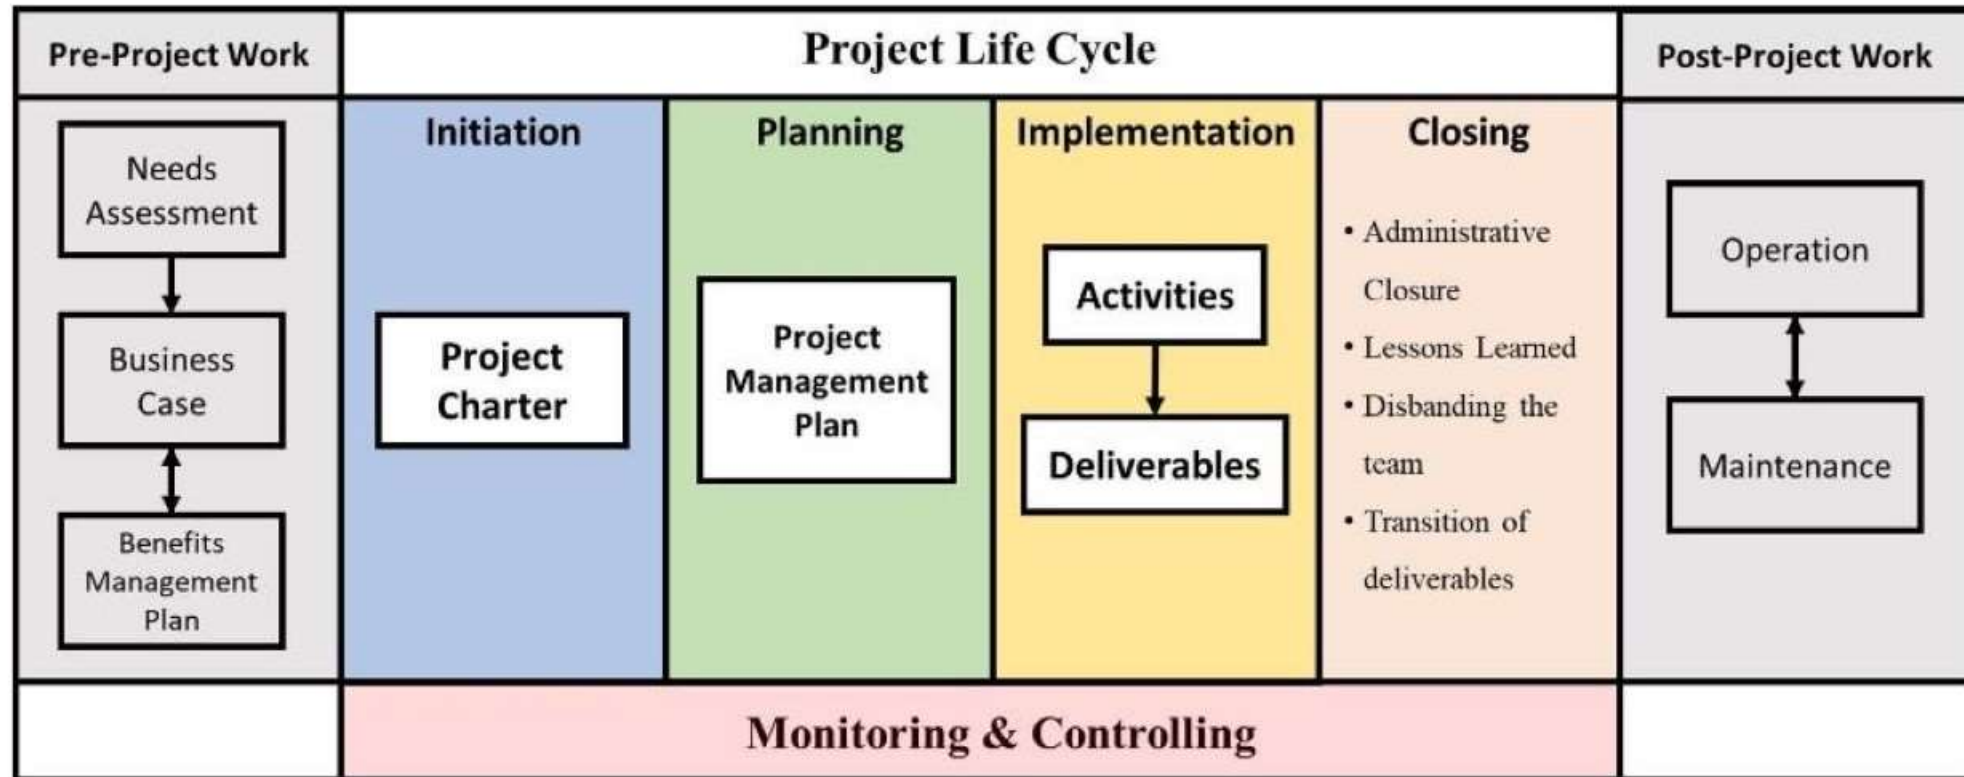 Pre-Project Work
Project Life Cycle
Post-Project Work
Needs
Assessment
Business
Case
Benefits
Management
Plan
Initiation
Project
Charter
Planning
Project
Management
Plan
Implementation
Activities
Deliverables
Closing
• Administrative
Closure
• Lessons Learned
• Disbanding the
team
• Transition of
deliverables
Operation
Maintenance
Monitoring & Controlling